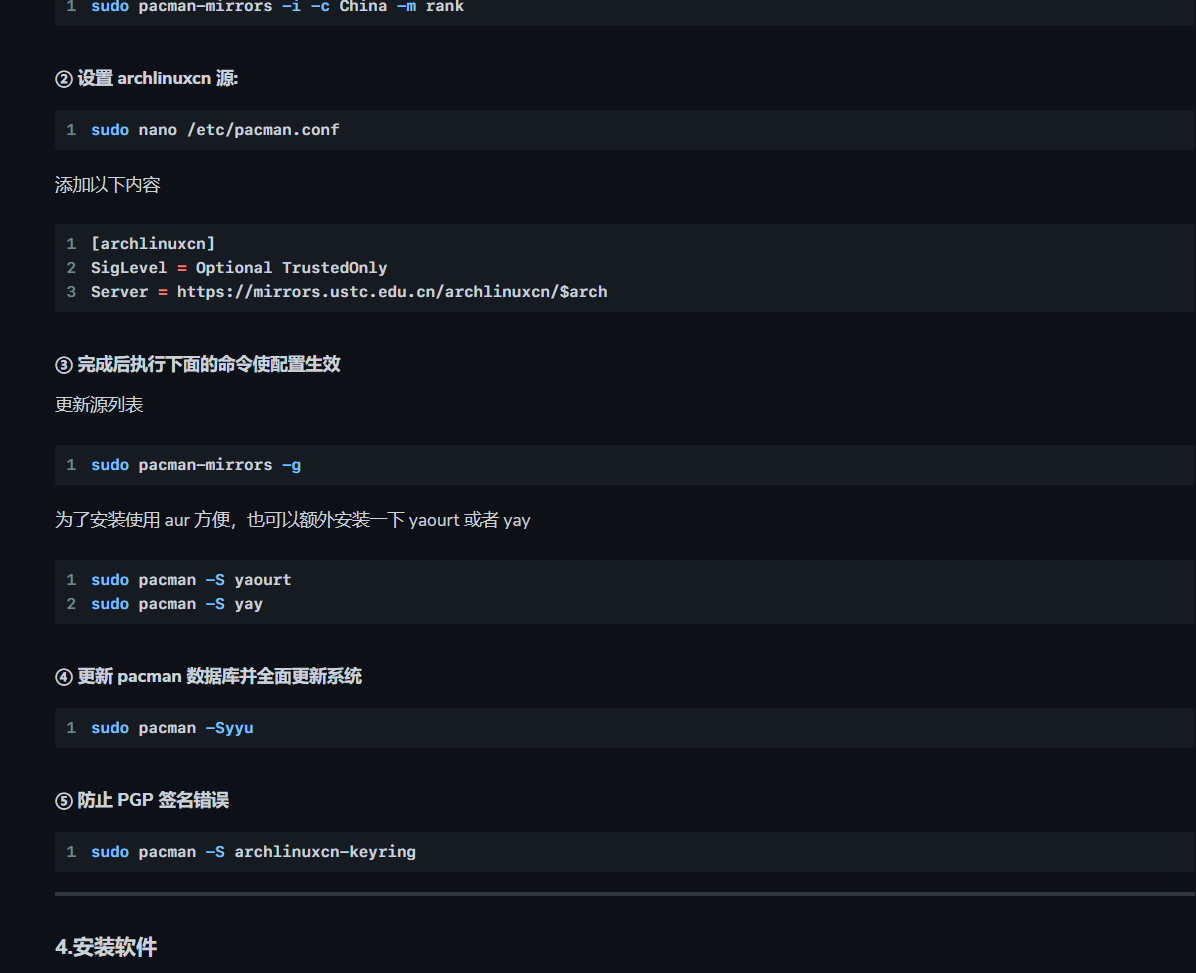 1 sudo pacman-mirrors -i -c China -m rank
② 设置 archlinuxcn 源:
1 sudo nano /etc/pacman.conf
添加以下内容
1 [archlinuxcn]
2 SigLevel = Optional TrustedOnly
3 Server = https://mirrors.ustc.edu.cn/archlinuxcn/$arch
③ 完成后执行下面的命令使配置生效
更新源列表
1 sudo pacman-mirrors -g
为了安装使用 aur 方便，也可以额外安装一下 yaourt 或者 yay
1 sudo pacman -S yaourt
2 sudo pacman -S yay
④ 更新 pacman 数据库并全面更新系统
1 sudo pacman -Syyu
⑤ 防止 PGP 签名错误
1 sudo pacman -S archlinuxcn-keyring
4.安装软件